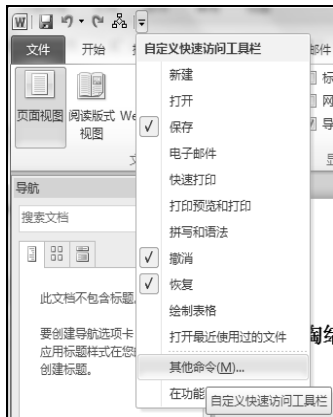 W
文件
开始
邮件
自定义快速访问工具栏
新建
打开
保存
电子邮件
快速打印
打印预览和打印
拼写和语法
撤消
恢复
绘制表格
打开最近使用过的文件
其他命令(M)...
在功能
自定义快速访问工具栏
页面视图
阅读版式
视图
We
标
网
导
导航
搜索文档
此文档不包含标题。
要创建导航选项卡
应用标题样式在您
创建标题。